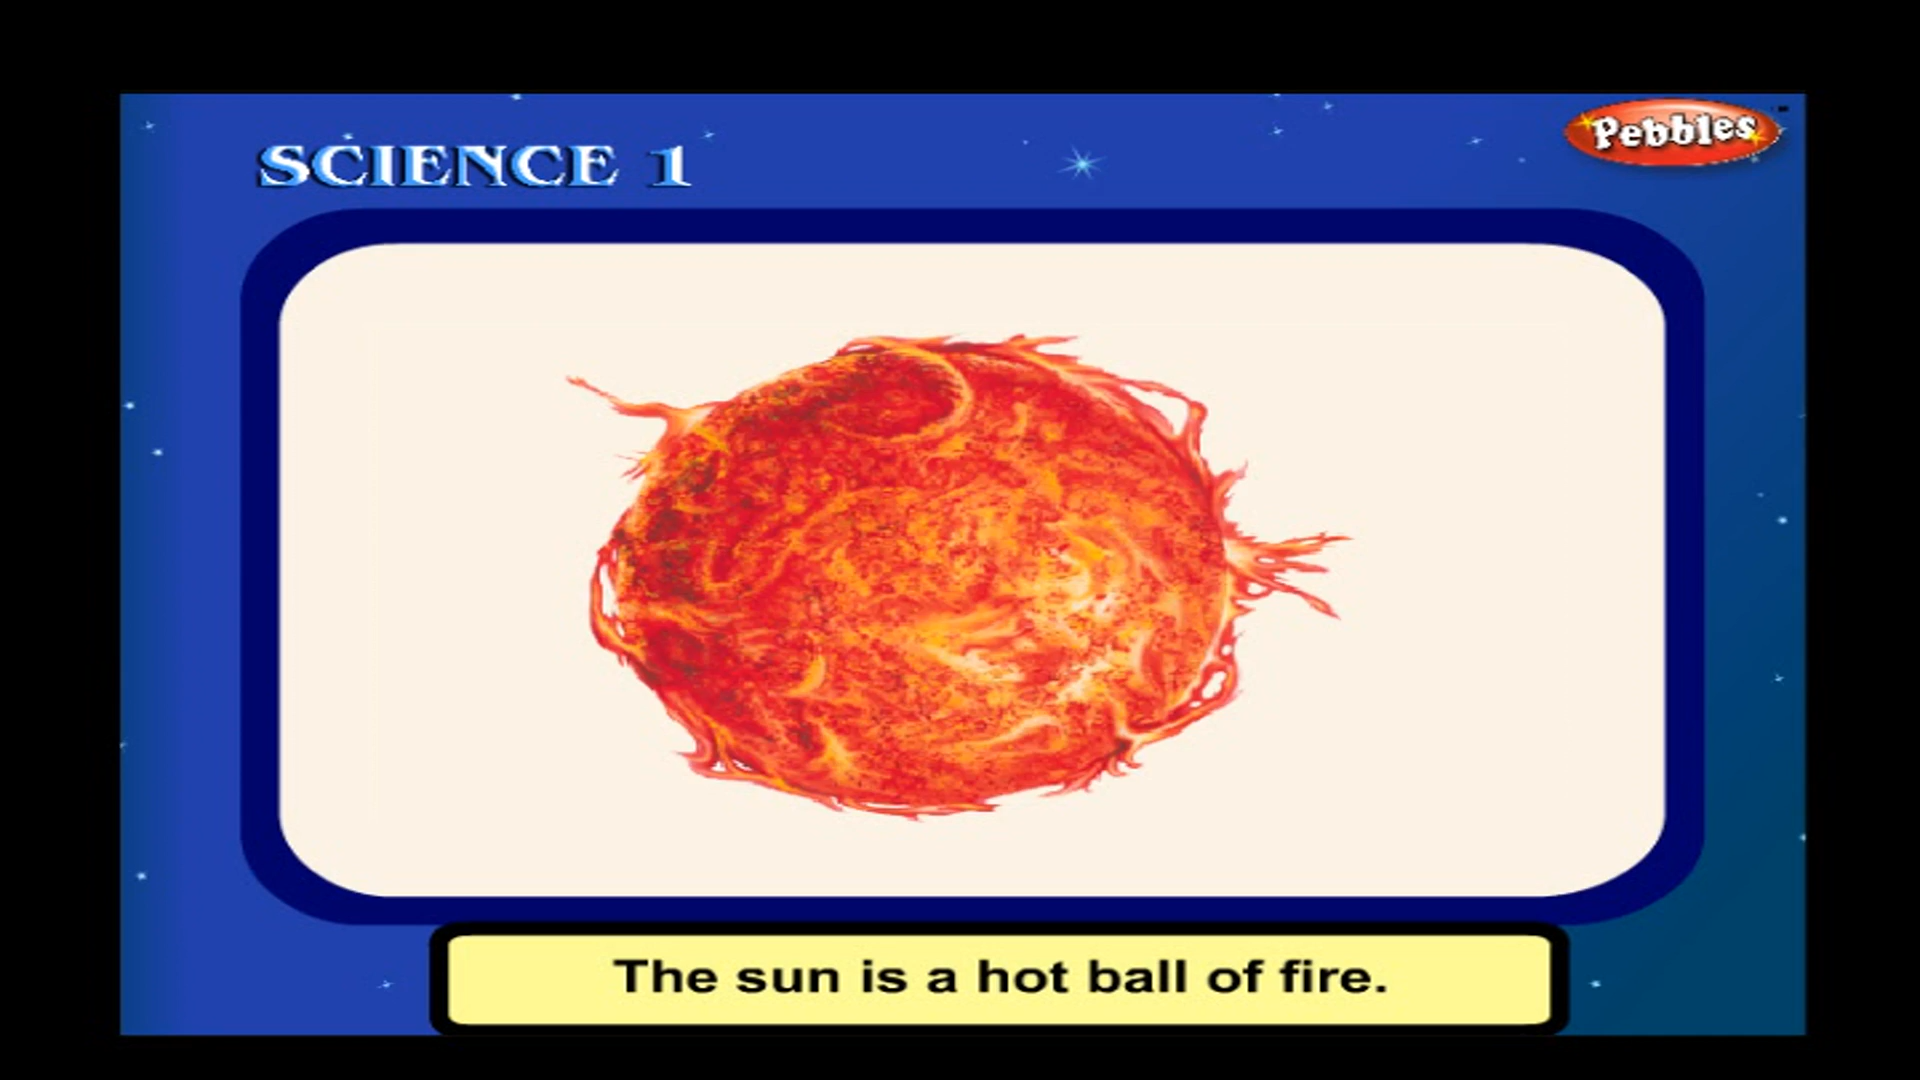 SCIENCE 1
Pebbles
The sun is a hot ball of fire.